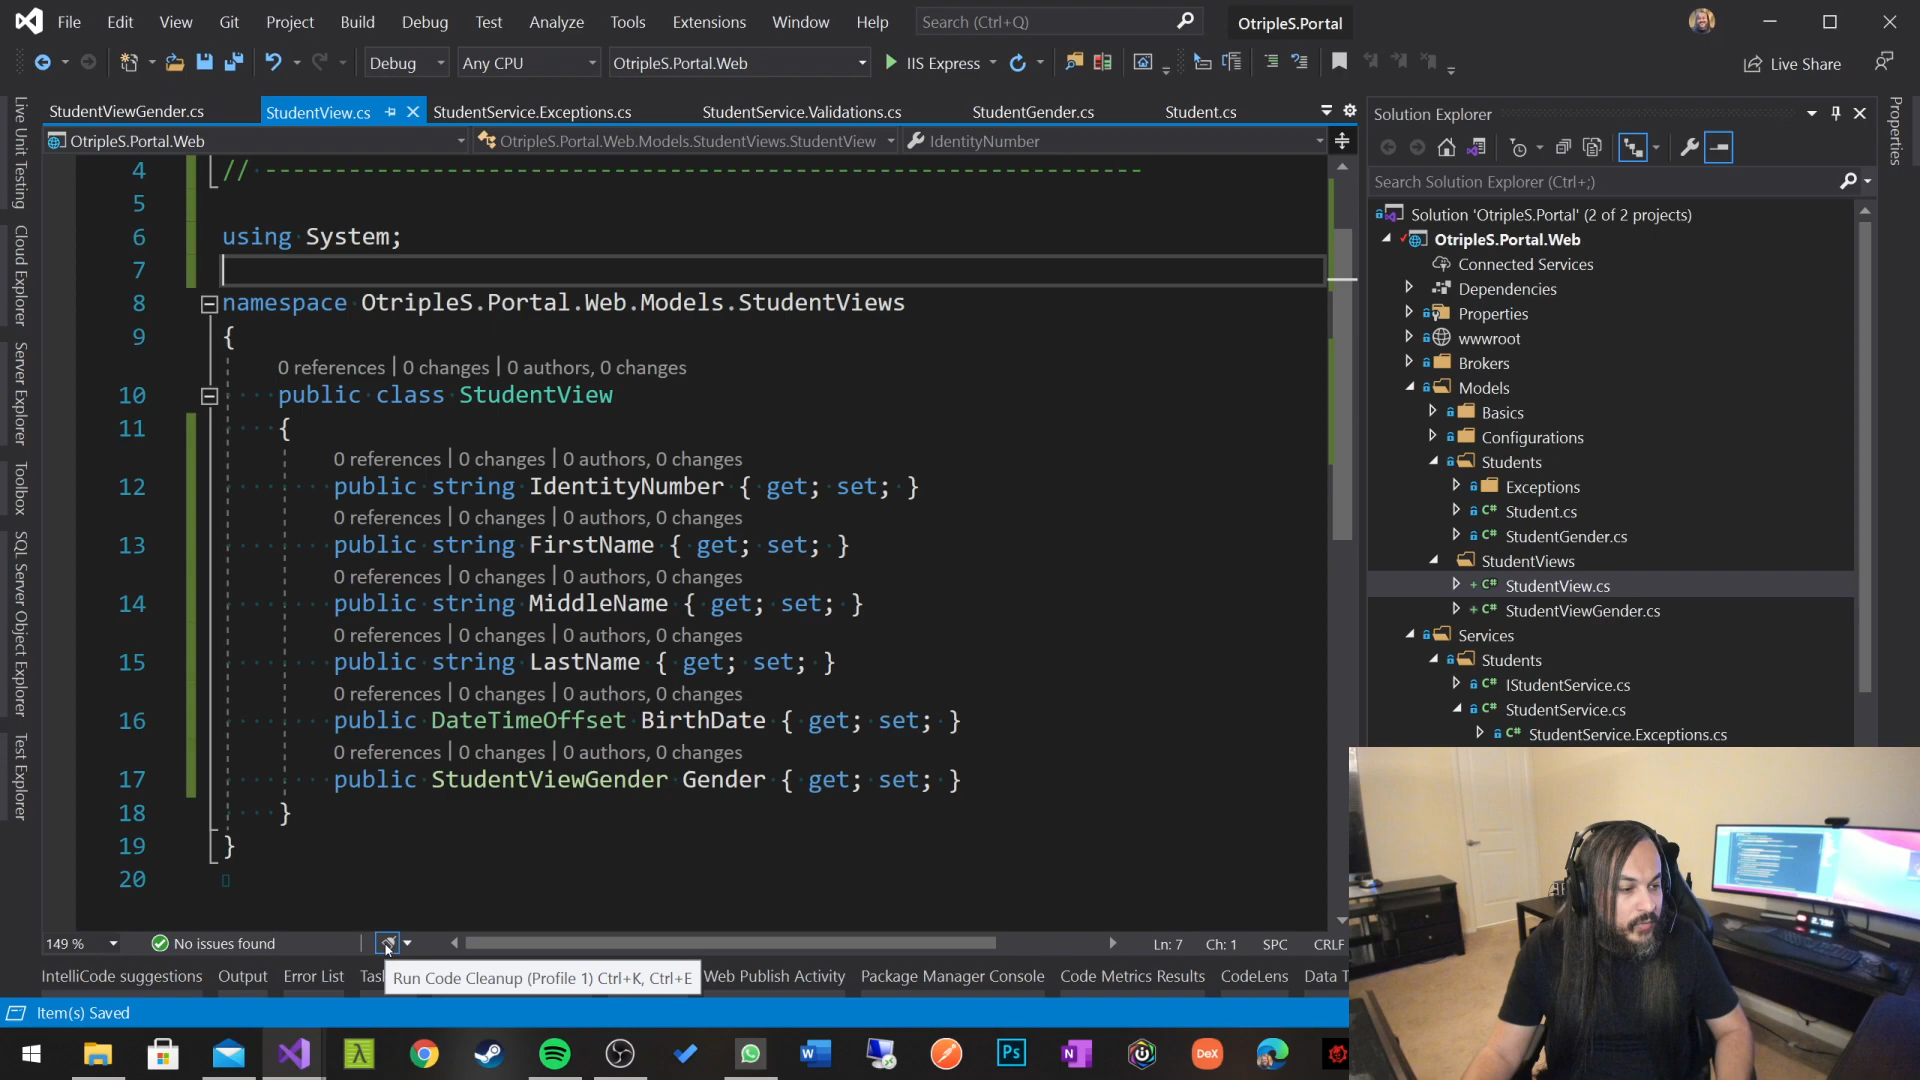 File Edit View Git Project Build Debug Test Analyze Tools Extensions Window Help Search (Ctrl+Q) OtripleS.Portal
Debug Any CPU OtripleS.Portal.Web IIS Express Live Share
StudentViewGender.cs StudentView.cs StudentService.Exceptions.cs StudentService.Validations.cs StudentGender.cs Student.cs
OtripleS.Portal.Web OtripleS.Portal.Web.Models.StudentViews.StudentView IdentityNumber
Live Unit Testing
Cloud Explorer
Server Explorer
Toolbox
SQL Server Object Explorer
Test Explorer
4 // ---------------------------------------------------------------
5
6 using System;
7
8 namespace OtripleS.Portal.Web.Models.StudentViews
9 {
0 references | 0 changes | 0 authors, 0 changes
10 public class StudentView
11 {
0 references | 0 changes | 0 authors, 0 changes
12 public string IdentityNumber { get; set; }
0 references | 0 changes | 0 authors, 0 changes
13 public string FirstName { get; set; }
0 references | 0 changes | 0 authors, 0 changes
14 public string MiddleName { get; set; }
0 references | 0 changes | 0 authors, 0 changes
15 public string LastName { get; set; }
0 references | 0 changes | 0 authors, 0 changes
16 public DateTimeOffset BirthDate { get; set; }
0 references | 0 changes | 0 authors, 0 changes
17 public StudentViewGender Gender { get; set; }
18 }
19 }
20
149 % No issues found Ln: 7 Ch: 1 SPC CRLF
Run Code Cleanup (Profile 1) Ctrl+K, Ctrl+E
IntelliCode suggestions Output Error List Tas Web Publish Activity Package Manager Console Code Metrics Results CodeLens Data T
Item(s) Saved
Solution Explorer
Search Solution Explorer (Ctrl+;)
Solution 'OtripleS.Portal' (2 of 2 projects)
OtripleS.Portal.Web
Connected Services
Dependencies
Properties
wwwroot
Brokers
Models
Basics
Configurations
Students
Exceptions
C# Student.cs
C# StudentGender.cs
StudentViews
+ C# StudentView.cs
+ C# StudentViewGender.cs
Services
Students
C# IStudentService.cs
C# StudentService.cs
C# StudentService.Exceptions.cs
Properties
λ W Ps N DeX